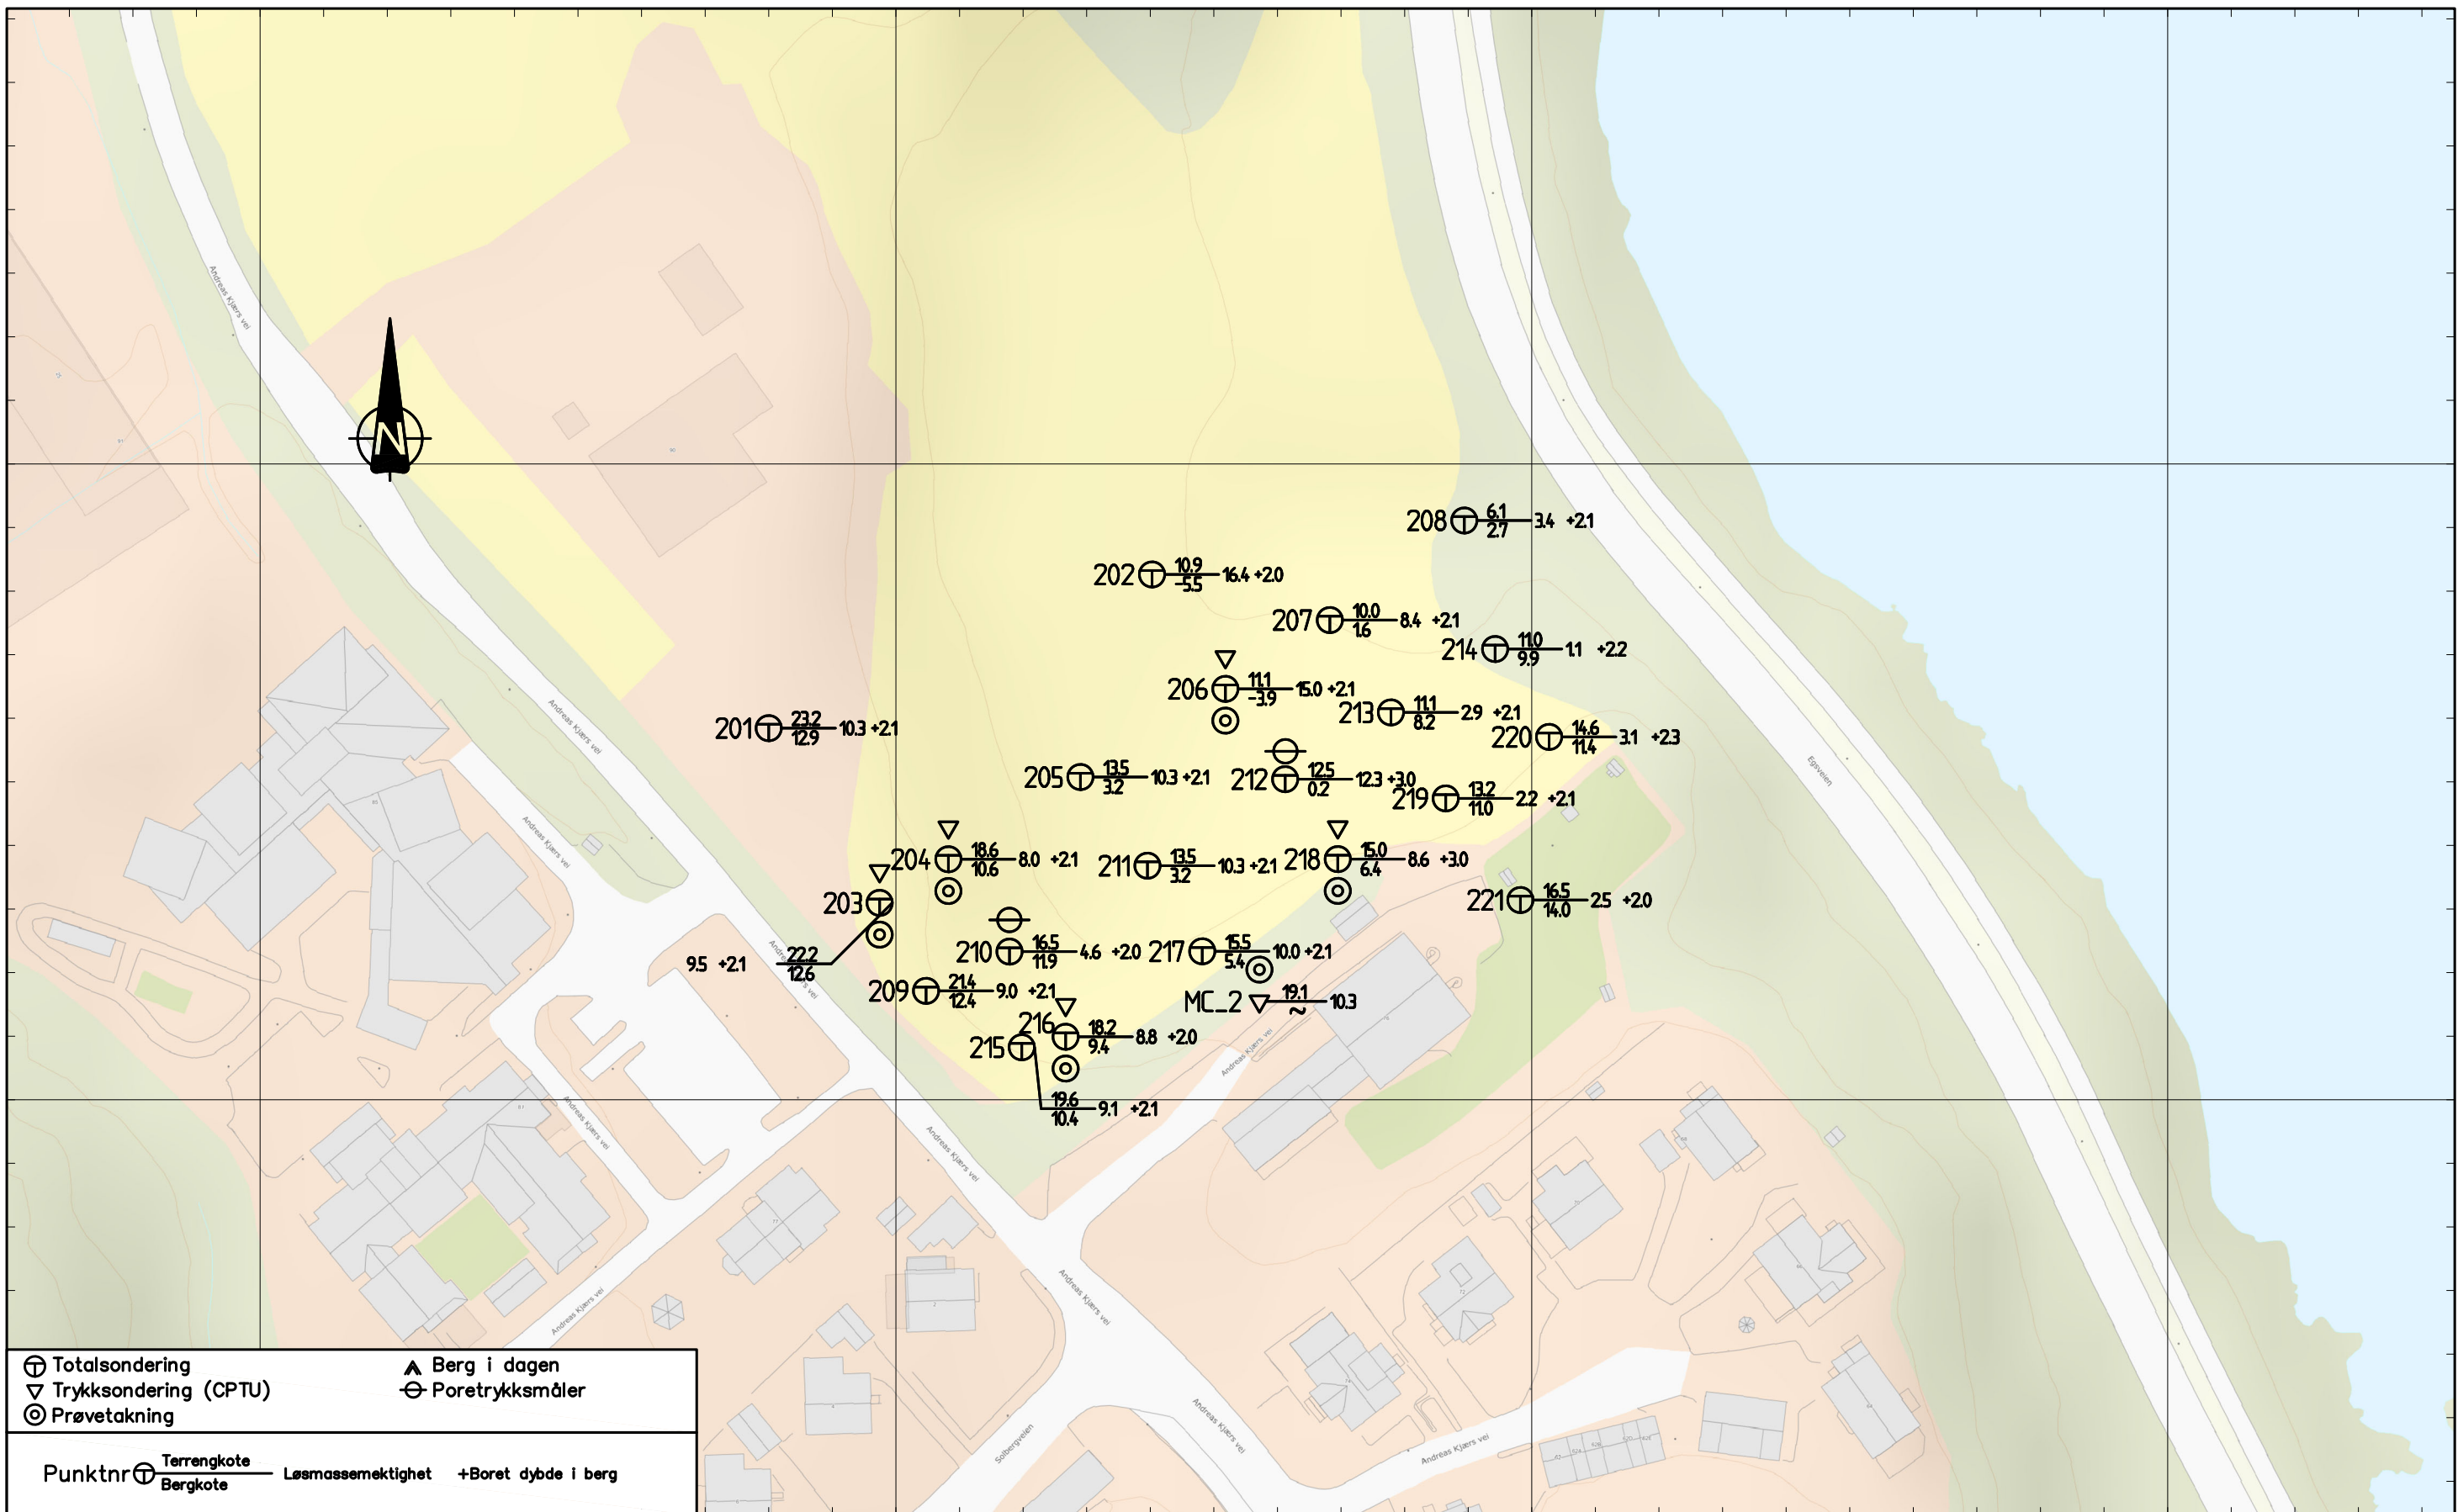 Andreas Kjærs vei
N
208 6.1 3.4 +2.1
2.7
202 10.9 16.4 +2.0
-5.5
207 10.0 8.4 +2.1
1.6
214 11.0 1.1 +2.2
9.9
206 11.1 15.0 +2.1
-3.9
213 11.1 2.9 +2.1
8.2
201 23.2 10.3 +2.1
12.9
220 14.6 3.1 +2.3
11.4
Andreas Kjærs vei
Egsveien
205 13.5 10.3 +2.1
3.2
212 12.5 12.3 +3.0
0.2
219 13.2 2.2 +2.1
11.0
Andreas Kjærs vei
204 18.6 8.0 +2.1
10.6
211 13.5 10.3 +2.1
3.2
218 15.0 8.6 +3.0
6.4
203
221 16.5 2.5 +2.0
14.0
9.5 +2.1 22.2
12.6
Andreas Kjærs vei
210 16.5 4.6 +2.0
11.9
217 15.5 10.0 +2.1
5.4
209 21.4 9.0 +2.1
12.4
MC_2 19.1 10.3
~
216 18.2 8.8 +2.0
9.4
215
19.6 9.1 +2.1
10.4
Andreas Kjærs vei
Andreas Kjærs vei
Andreas Kjærs vei
Andreas Kjærs vei
Andreas Kjærs vei
Andreas Kjærs vei
Andreas Kjærs vei
Solbergveien
Totalsondering
Trykksondering (CPTU)
Prøvetakning
Berg i dagen
Poretrykksmåler
Punktnr Terrengkote Løsmassemektighet +Boret dybde i berg
Bergkote